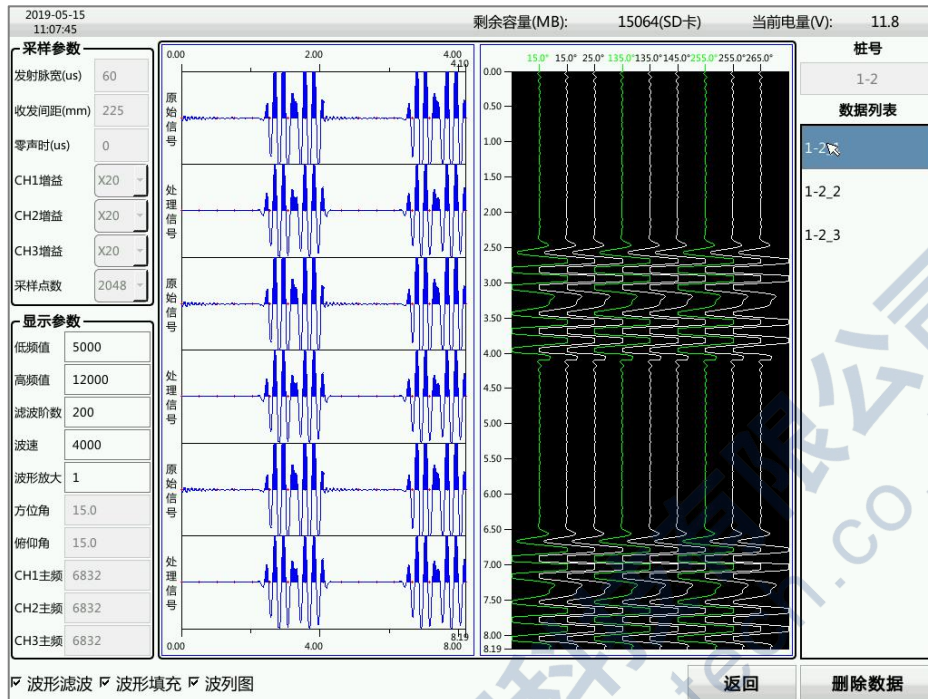 2019-05-15
11:07:45
剩余容量(MB): 15064(SD卡) 当前电量(V): 11.8
采样参数
发射脉宽(us) 60
收发间距(mm) 225
零声时(us) 0
CH1增益 X20
CH2增益 X20
CH3增益 X20
采样点数 2048
显示参数
低频值 5000
高频值 12000
滤波阶数 200
波速 4000
波形放大 1
方位角 15.0
俯仰角 15.0
CH1主频 6832
CH2主频 6832
CH3主频 6832
0.00 2.00 4.00
4.10
原始信号
处理信号
原始信号
处理信号
原始信号
处理信号
8.19
0.00 4.00 8.00
15.0° 15.0° 25.0° 135.0° 135.0° 145.0° 255.0° 255.0° 265.0°
0.00
0.50
1.00
1.50
2.00
2.50
3.00
3.50
4.00
4.50
5.00
5.50
6.00
6.50
7.00
7.50
8.00
8.19
桩号
1-2
数据列表
1-2
1-2_2
1-2_3
波形滤波 波形填充 波列图
返回 删除数据